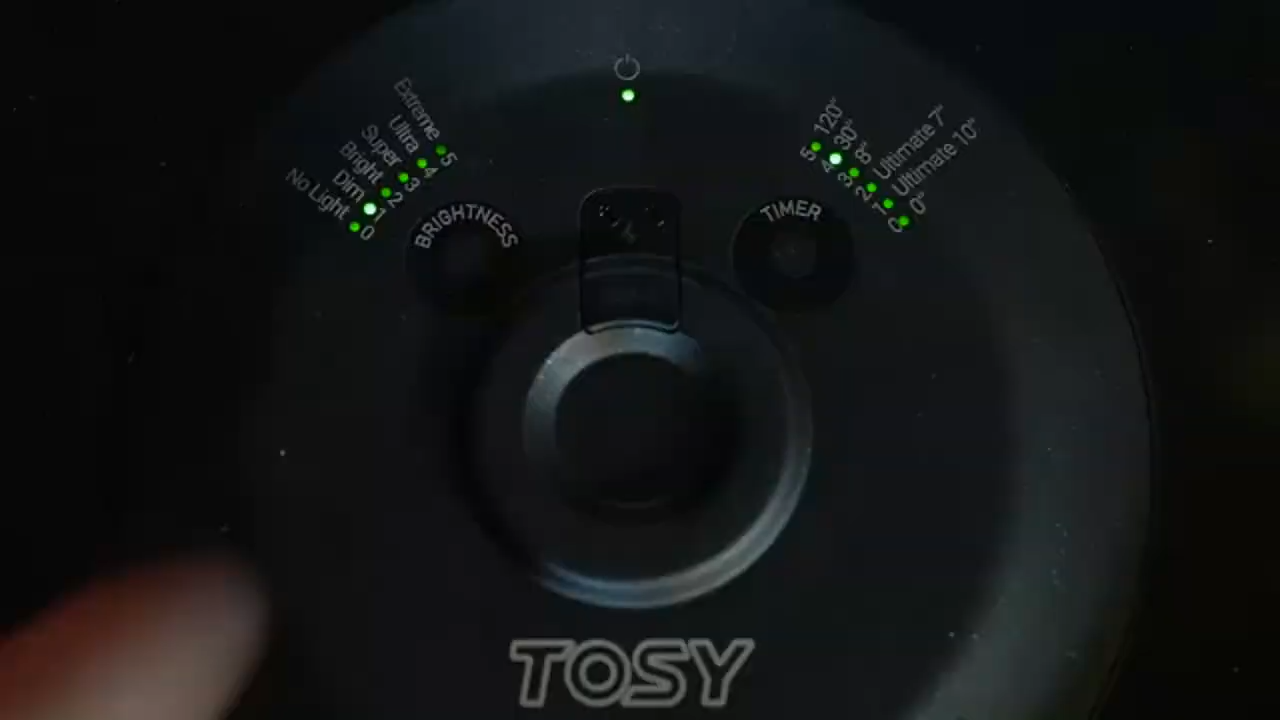 Extreme 5
Ultra 4
Super 3
Bright 2
Dim 1
No Light 0
BRIGHTNESS
5 120"
4 30"
3 8"
2 Ultimate 7"
1 Ultimate 10"
0 0"
TIMER
TOSY